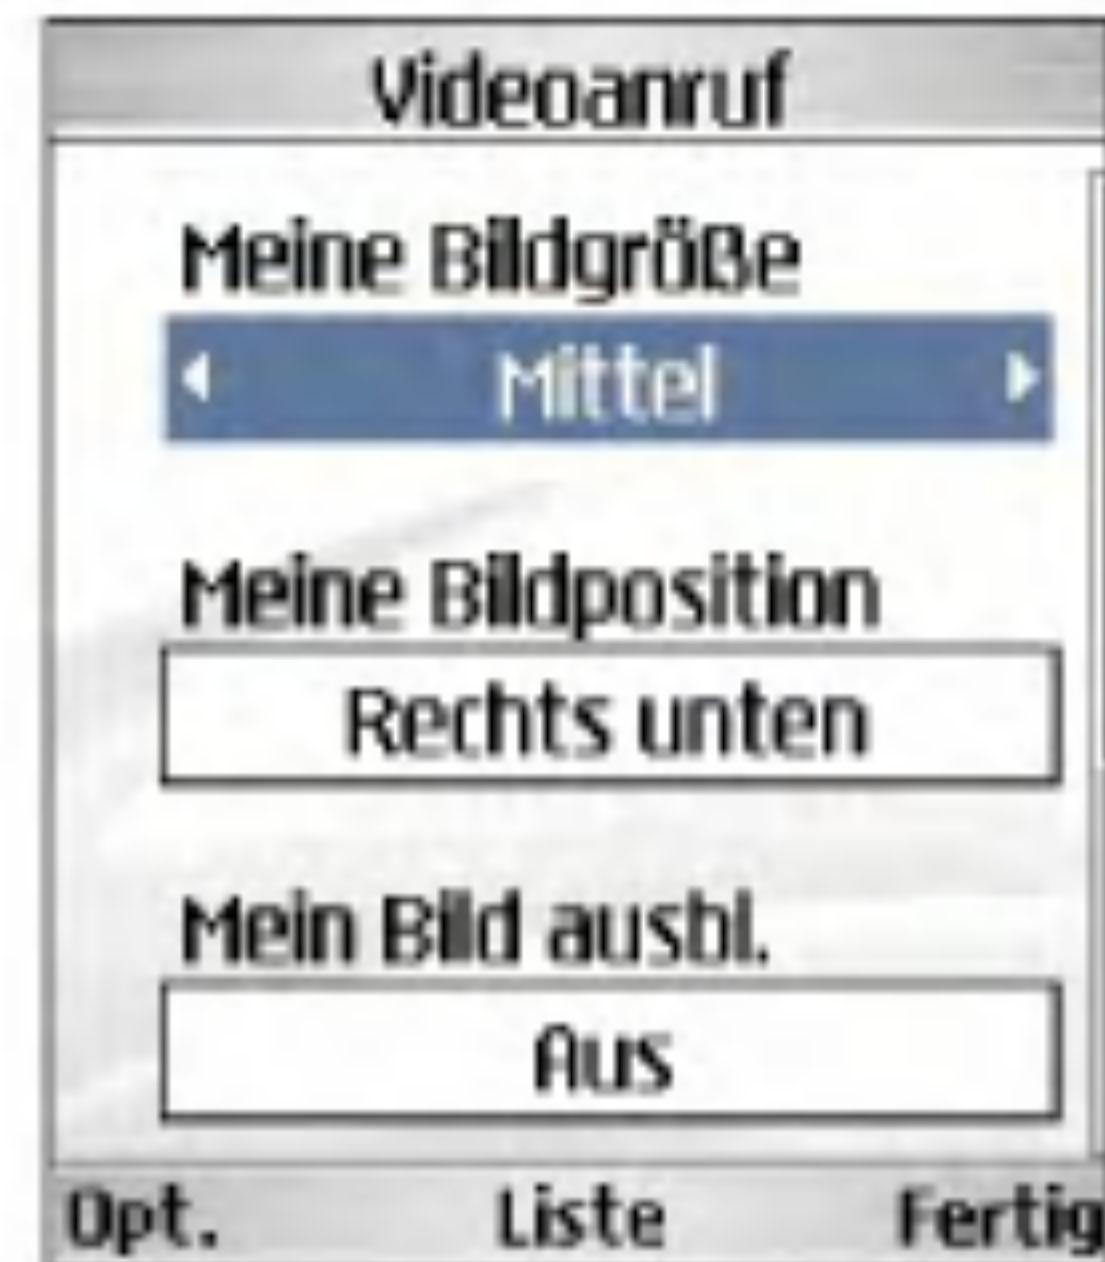 Videoanruf
Meine Bildgröße
Mittel
Meine Bildposition
Rechts unten
Mein Bild ausbl.
Aus
Opt. Liste Fertig